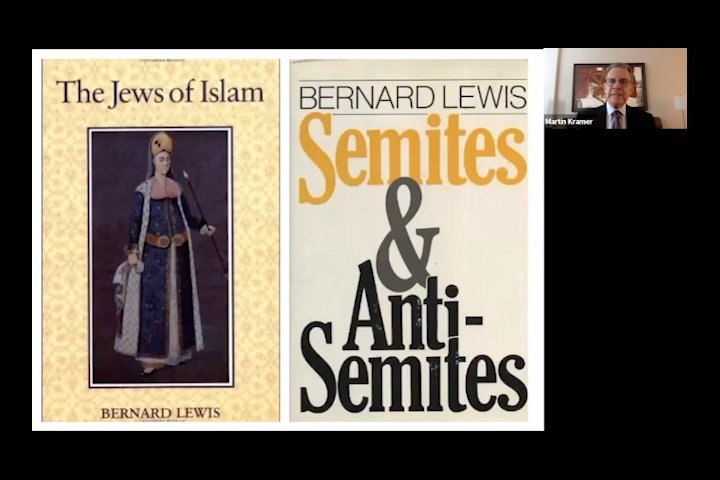 The Jews of Islam
BERNARD LEWIS
BERNARD LEWIS
Semites
&
Anti-
Semites
Martin Kramer